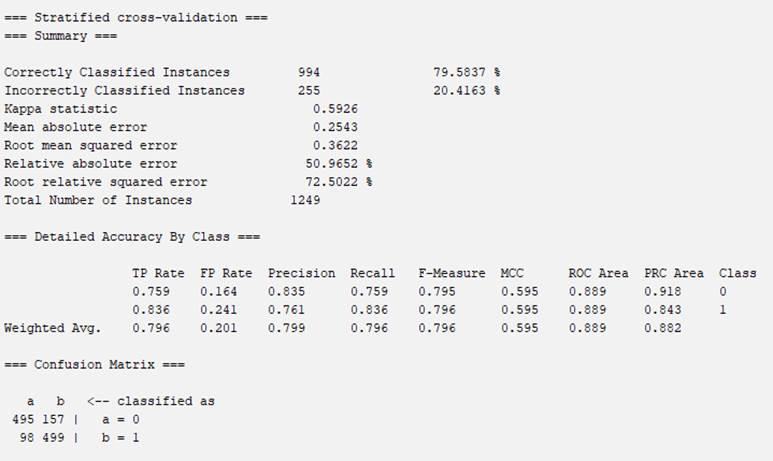 === Stratified cross-validation ===
=== Summary ===
Correctly Classified Instances         994               79.5837 %
Incorrectly Classified Instances       255               20.4163 %
Kappa statistic                          0.5926
Mean absolute error                      0.2543
Root mean squared error                  0.3622
Relative absolute error                 50.9652 %
Root relative squared error             72.5022 %
Total Number of Instances             1249
=== Detailed Accuracy By Class ===
TP Rate  FP Rate  Precision  Recall   F-Measure  MCC      ROC Area  PRC Area  Class
0.759    0.164    0.835      0.759    0.795      0.595    0.889     0.918     0
0.836    0.241    0.761      0.836    0.796      0.595    0.889     0.843     1
Weighted Avg.    0.796    0.201    0.799      0.796    0.796      0.595    0.889     0.882
=== Confusion Matrix ===
a   b   <-- classified as
495 157 |   a = 0
98 499 |   b = 1